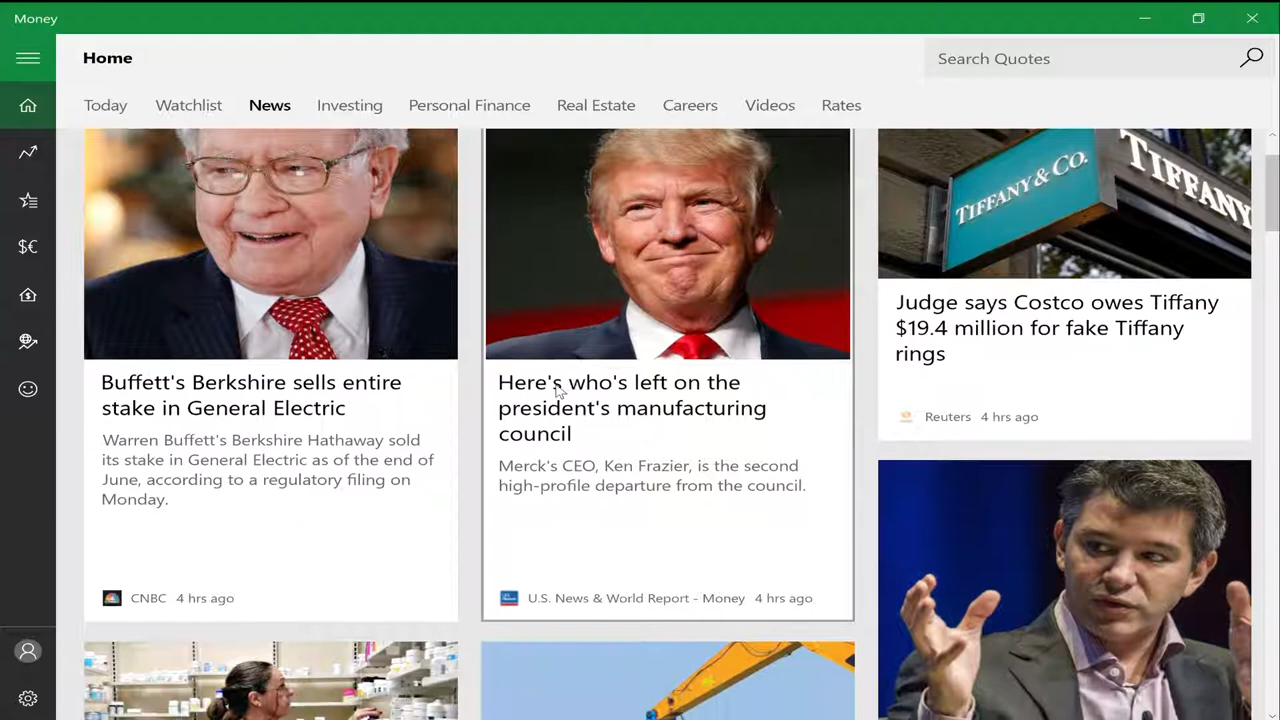 Money
Home
Search Quotes
Today Watchlist News Investing Personal Finance Real Estate Careers Videos Rates
$€
Buffett's Berkshire sells entire
stake in General Electric
Warren Buffett's Berkshire Hathaway sold
its stake in General Electric as of the end of
June, according to a regulatory filing on
Monday.
CNBC 4 hrs ago
Here's who's left on the
president's manufacturing
council
Merck's CEO, Ken Frazier, is the second
high-profile departure from the council.
U.S. News & World Report - Money 4 hrs ago
TIFFANY & CO.
TIFFANY
Judge says Costco owes Tiffany
$19.4 million for fake Tiffany
rings
Reuters 4 hrs ago